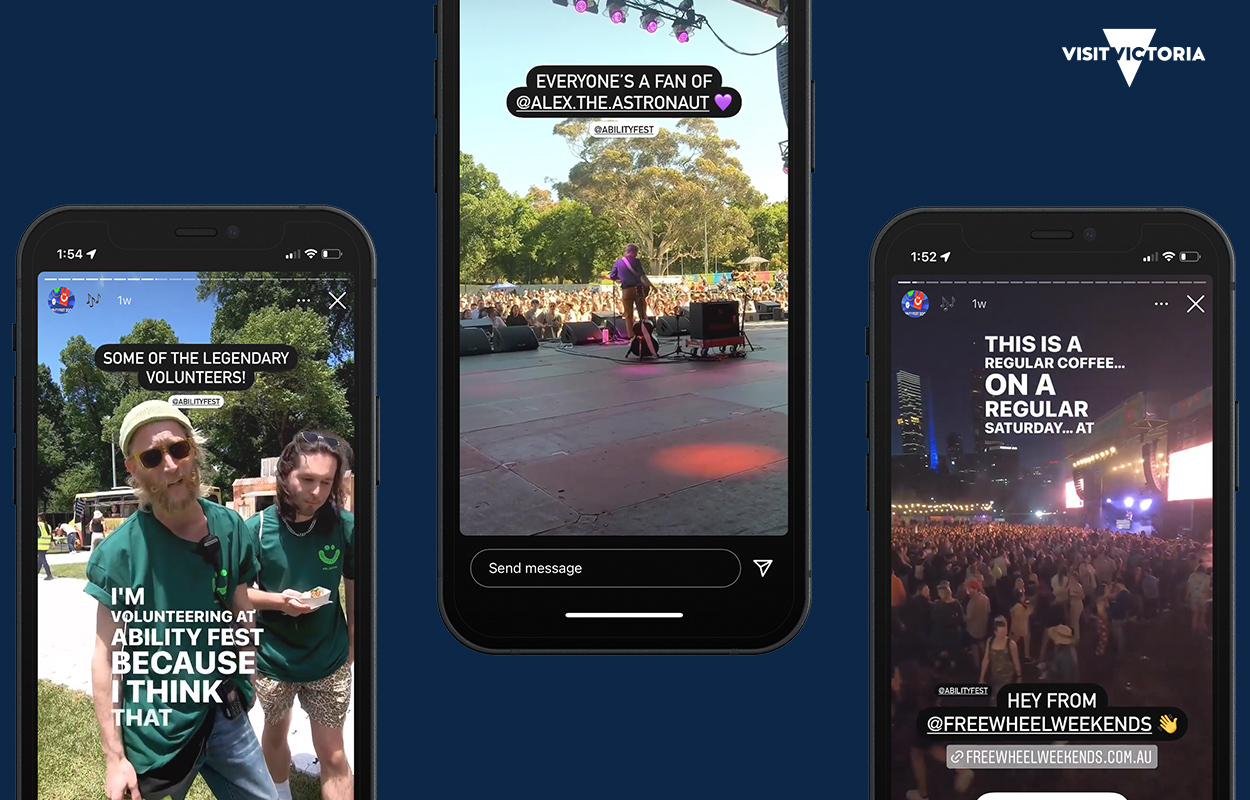 VISIT VICTORIA
1:54
1w
SOME OF THE LEGENDARY
VOLUNTEERS!
@ABILITYFEST
I'M
VOLUNTEERING AT
ABILITY FEST
BECAUSE
I THINK
THAT
EVERYONE'S A FAN OF
@ALEX.THE.ASTRONAUT 💜
@ABILITYFEST
Send message
1:52
1w
THIS IS A
REGULAR COFFEE...
ON A
REGULAR
SATURDAY... AT
@ABILITYFEST
HEY FROM
@FREEWHEELWEEKENDS 👋
FREEWHEELWEEKENDS.COM.AU